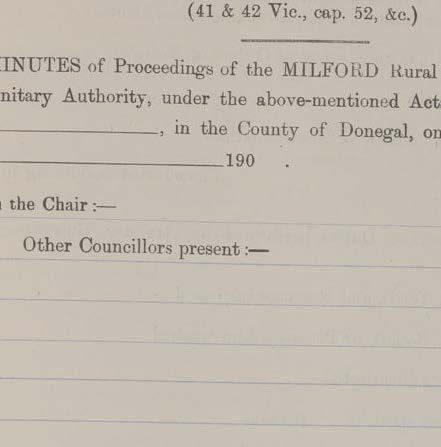 (41 & 42 Vic., cap. 52, &c.)
INUTES of Proceedings of the MILFORD Rural
nitary Authority, under the above-mentioned Act
, in the County of Donegal, on
190 .
the Chair :—
Other Councillors present :—